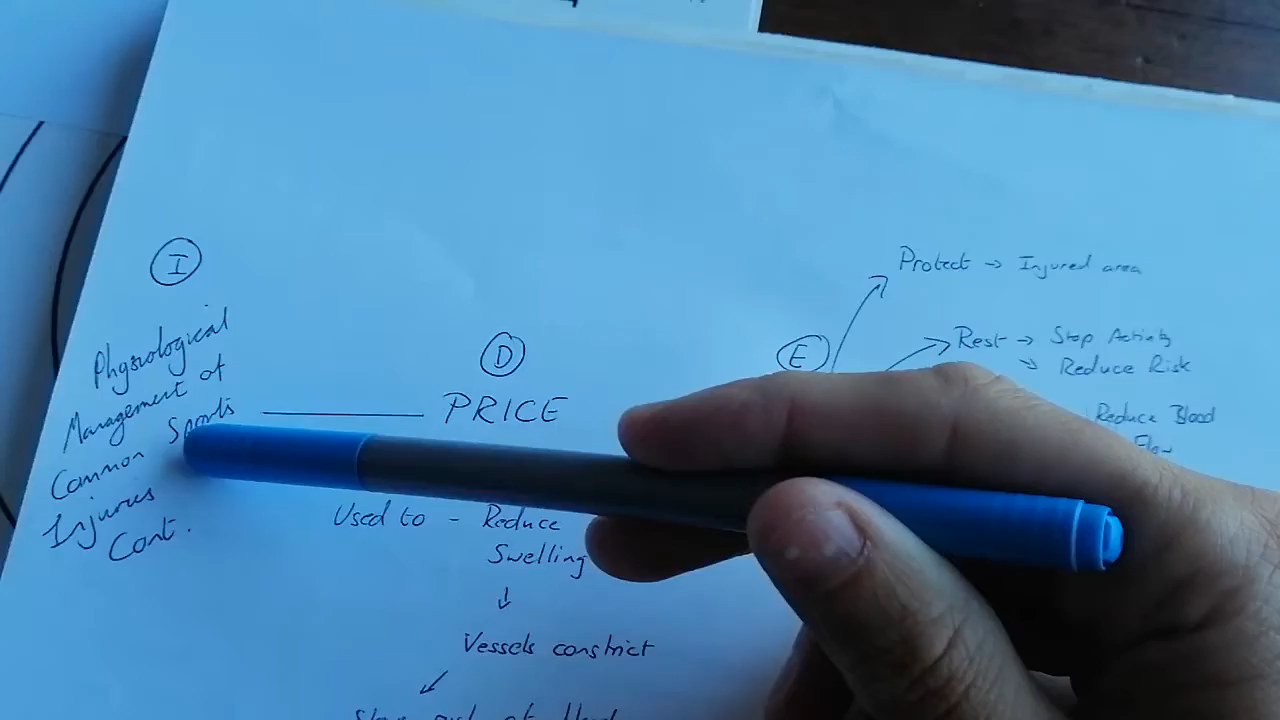 I
Physiological
Management of
Common Sports
Injuries
Cont.
D
PRICE
Used to - Reduce
Swelling
↓
Vessels constrict
↙
E
Protect → Injured area
Rest → Stop Activity
↘ Reduce Risk
Reduce Blood
Flow